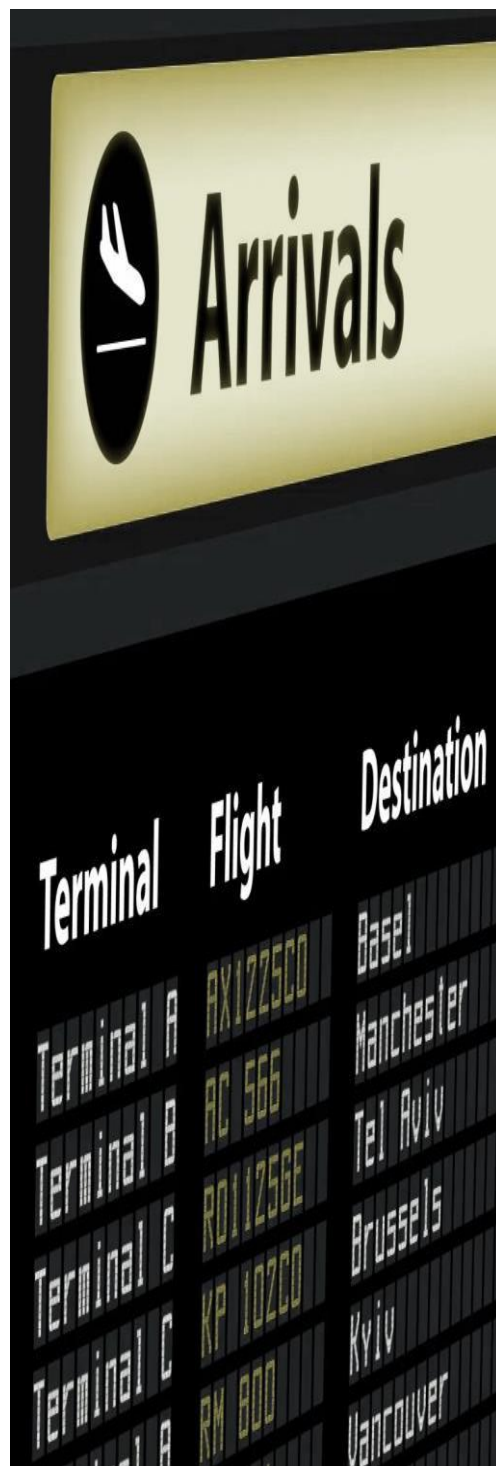 Arrivals
Terminal Flight Destination
Terminal A AX1225CO Basel
Terminal B AC 566 Manchester
Terminal C RO11256E Tel Aviv
Terminal C KP 102CO Brussels
RM 800 Kyiv
Vancouver